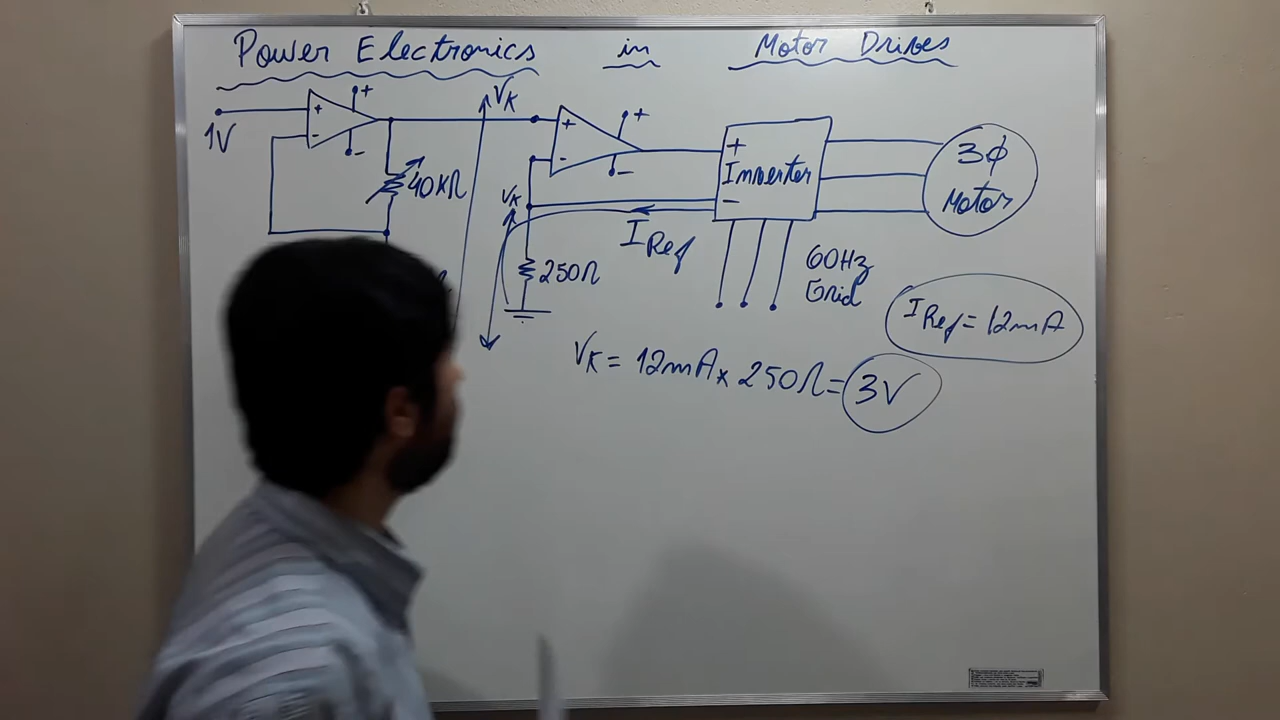 Power Electronics in Motor Drives
+
VK
+
+
1V
+
-
-
+
-
-
40KΩ
VK
+
Inverter
-
3φ
Motor
IRef
250Ω
60Hz
Grid
IRef = 12mA
VK = 12mA x 250Ω = 3V